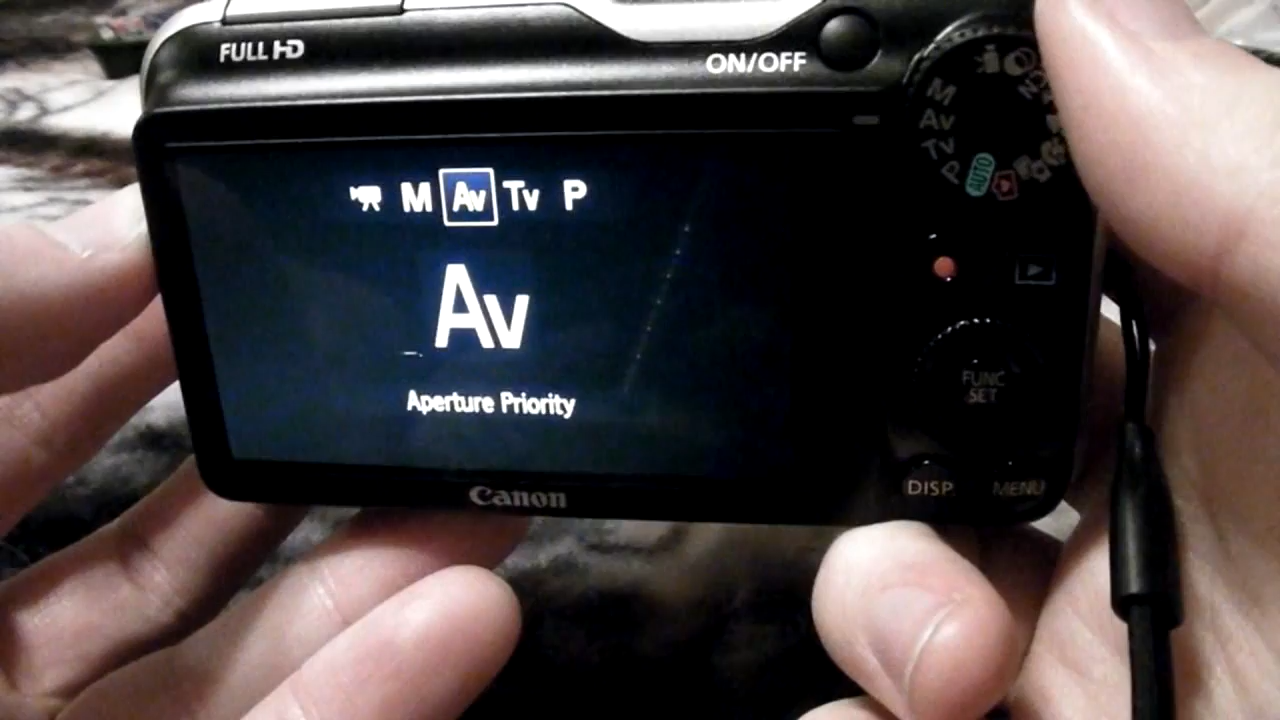 FULL HD
ON/OFF
M Av Tv P
Av
Aperture Priority
Canon
M
Av
Tv
P
AUTO
FUNC
SET
DISP.
MENU